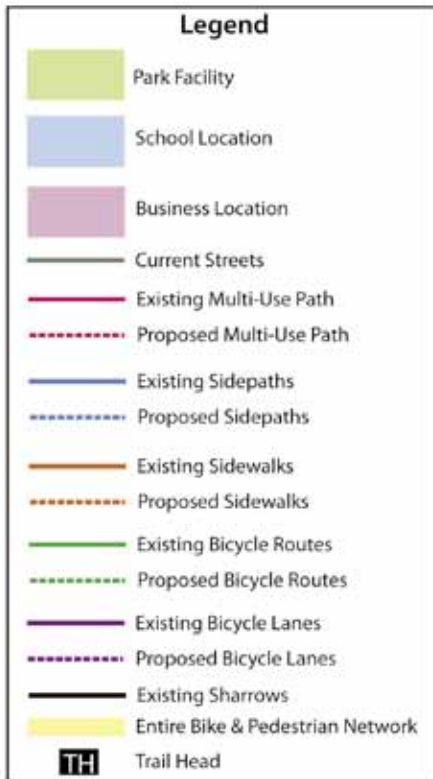 Legend
Park Facility
School Location
Business Location
Current Streets
Existing Multi-Use Path
Proposed Multi-Use Path
Existing Sidepaths
Proposed Sidepaths
Existing Sidewalks
Proposed Sidewalks
Existing Bicycle Routes
Proposed Bicycle Routes
Existing Bicycle Lanes
Proposed Bicycle Lanes
Existing Sharrows
Entire Bike & Pedestrian Network
TH Trail Head